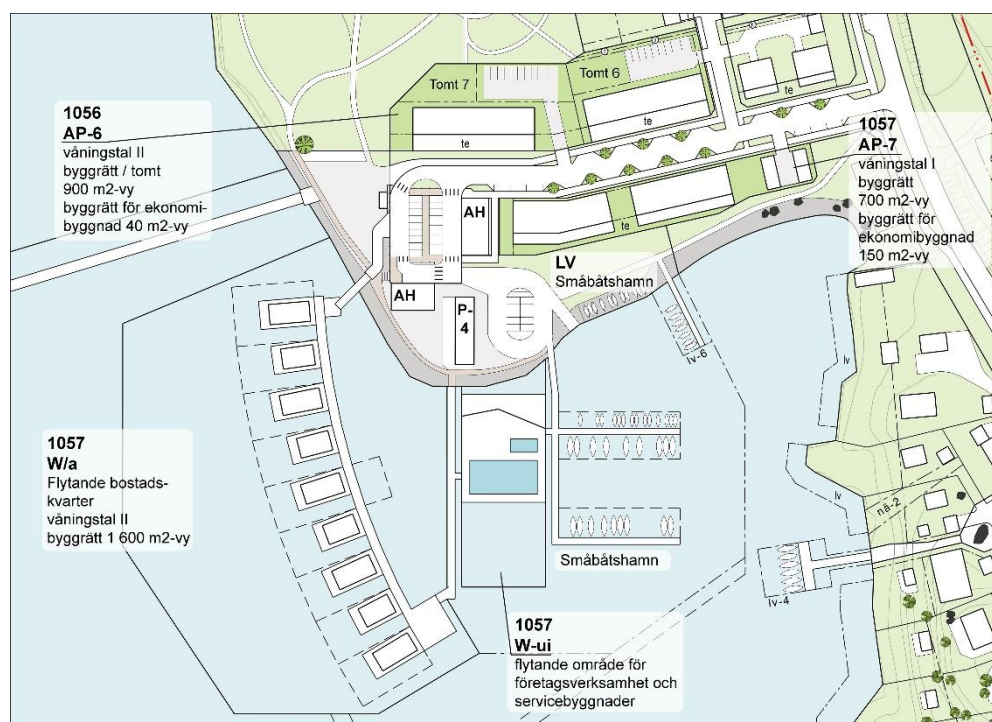 Tomt 7
Tomt 6
te
te
te
te
1056
AP-6
våningstal II
byggrätt / tomt
900 m2-vy
byggrätt för ekonomi-
byggnad 40 m2-vy
1057
AP-7
våningstal I
byggrätt
700 m2-vy
byggrätt för
ekonomibyggnad
150 m2-vy
AH
AH
P-
4
LV
Småbåtshamn
lv-6
lv
lv
nä-2
lv-4
1057
W/a
Flytande bostads-
kvarter
våningstal II
byggrätt 1 600 m2-vy
Småbåtshamn
1057
W-ui
flytande område för
företagsverksamhet och
servicebyggnader